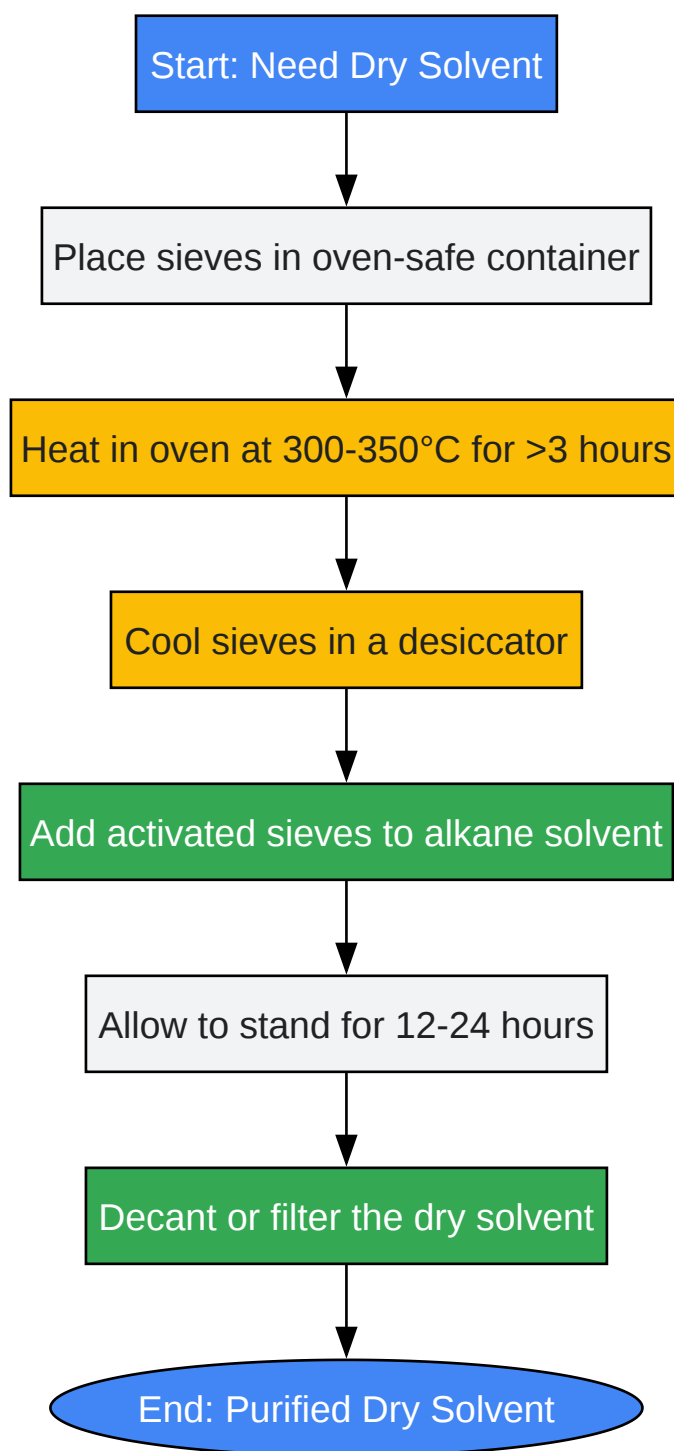 Start: Need Dry Solvent
Place sieves in oven-safe container
Heat in oven at 300-350°C for >3 hours
Cool sieves in a desiccator
Add activated sieves to alkane solvent
Allow to stand for 12-24 hours
Decant or filter the dry solvent
End: Purified Dry Solvent